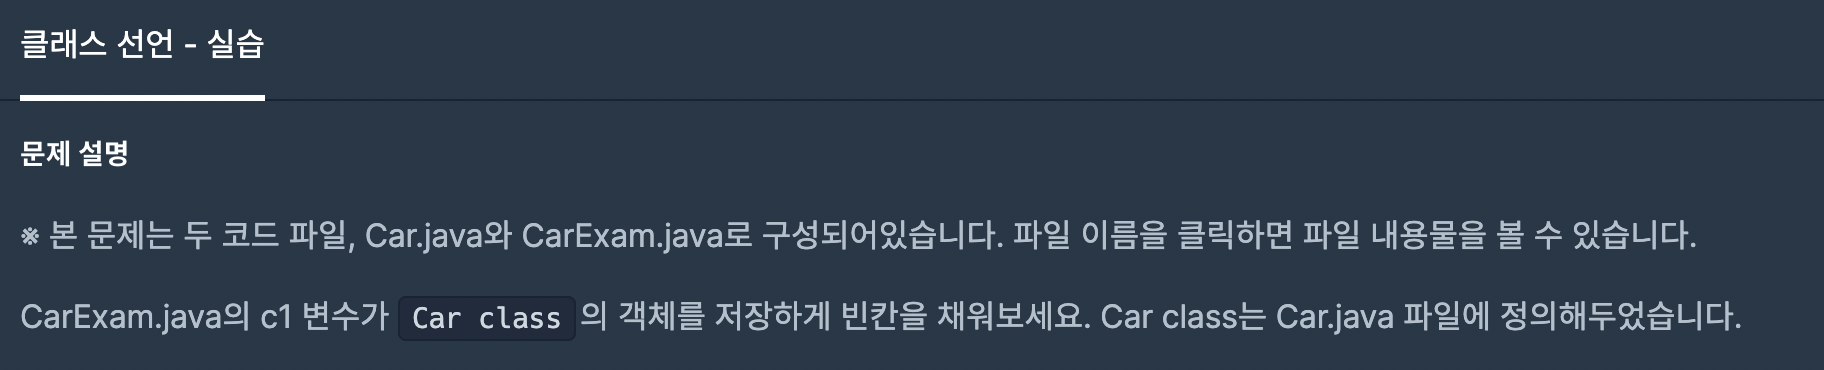 클래스 선언 - 실습
문제 설명
※ 본 문제는 두 코드 파일, Car.java와 CarExam.java로 구성되어있습니다. 파일 이름을 클릭하면 파일 내용물을 볼 수 있습니다.
CarExam.java의 c1 변수가 Car class의 객체를 저장하게 빈칸을 채워보세요. Car class는 Car.java 파일에 정의해두었습니다.